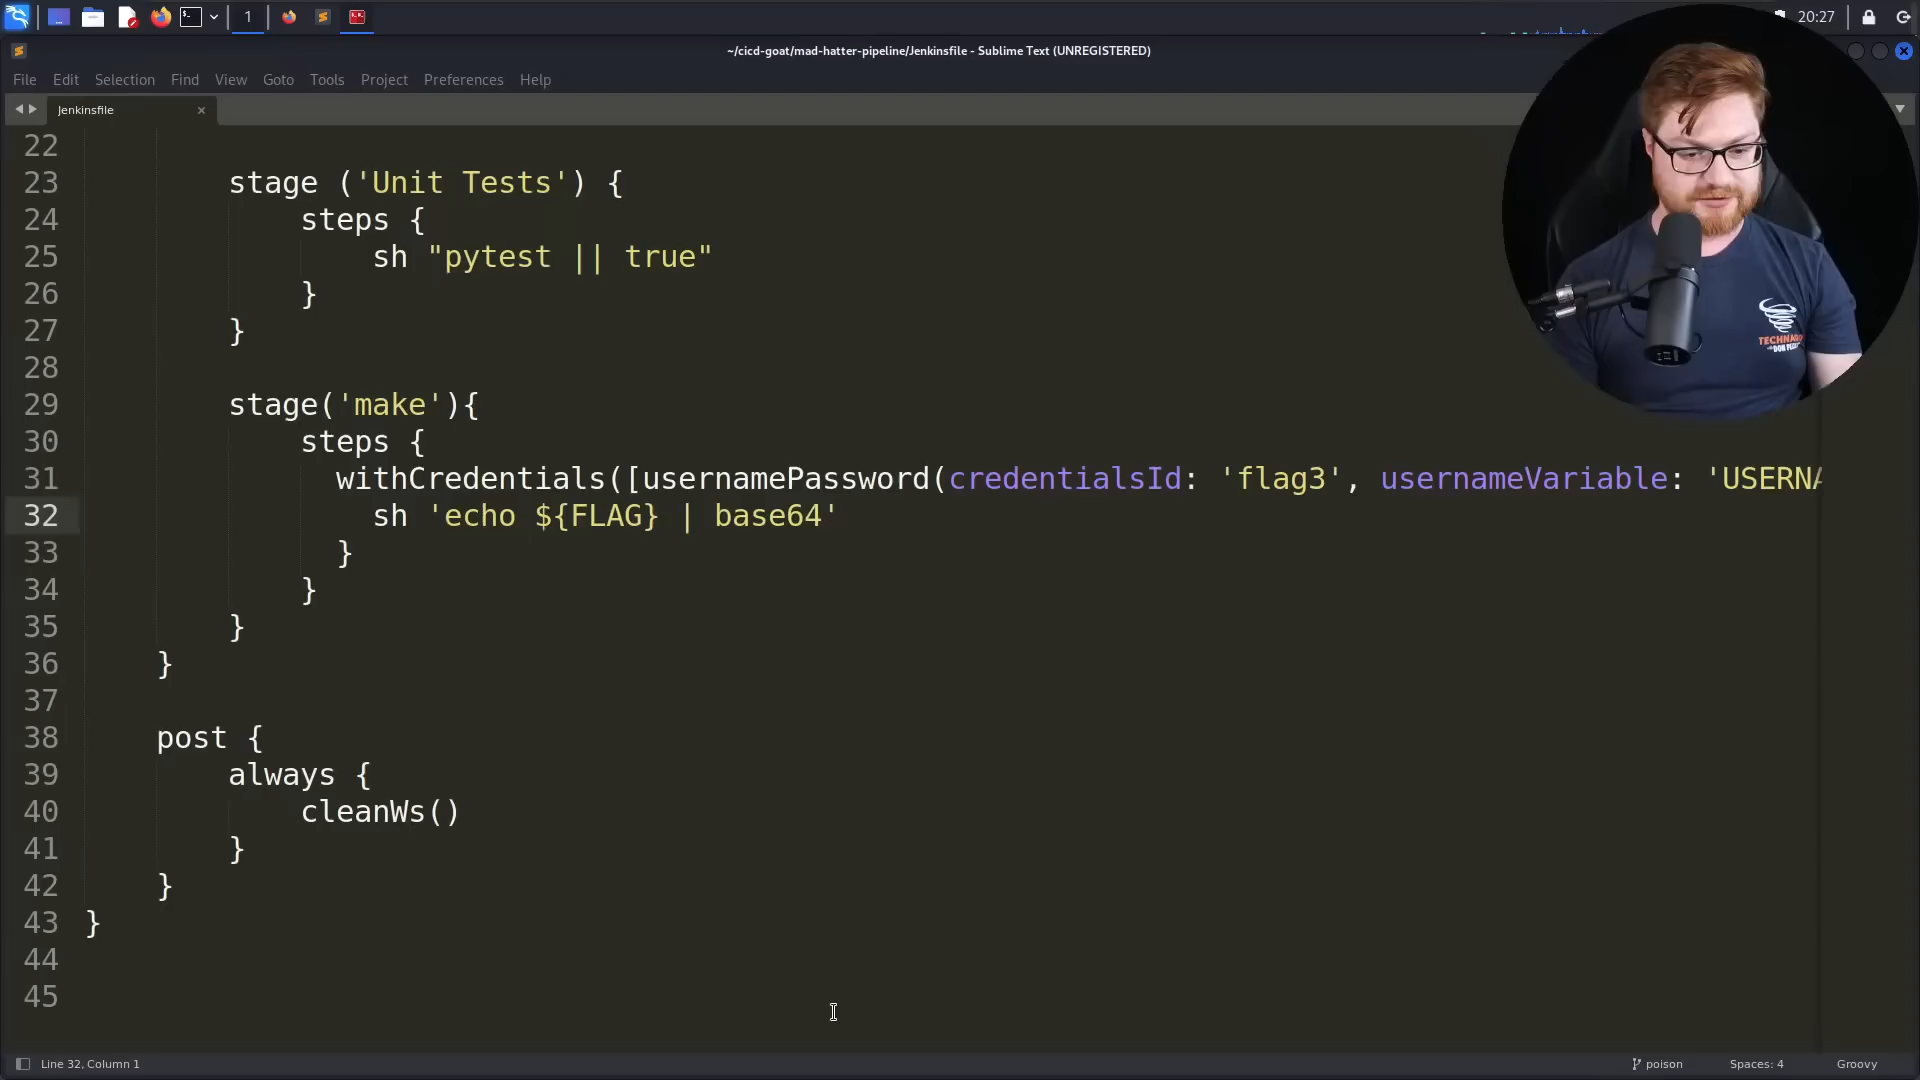 1
20:27
~/cicd-goat/mad-hatter-pipeline/Jenkinsfile - Sublime Text (UNREGISTERED)
File Edit Selection Find View Goto Tools Project Preferences Help
Jenkinsfile
22
23 stage ('Unit Tests') {
24 steps {
25 sh "pytest || true"
26 }
27 }
28
29 stage('make'){
30 steps {
31 withCredentials([usernamePassword(credentialsId: 'flag3', usernameVariable: 'USERNA
32 sh 'echo ${FLAG} | base64'
33 }
34 }
35 }
36 }
37
38 post {
39 always {
40 cleanWs()
41 }
42 }
43 }
44
45
TECHNADO
Line 32, Column 1 poison Spaces: 4 Groovy